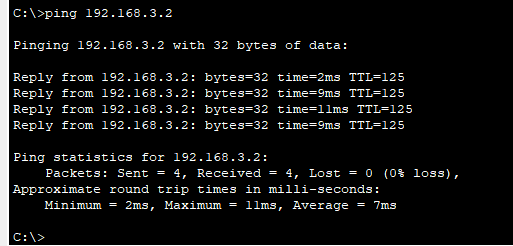 C:\>ping 192.168.3.2
Pinging 192.168.3.2 with 32 bytes of data:
Reply from 192.168.3.2: bytes=32 time=2ms TTL=125
Reply from 192.168.3.2: bytes=32 time=9ms TTL=125
Reply from 192.168.3.2: bytes=32 time=11ms TTL=125
Reply from 192.168.3.2: bytes=32 time=9ms TTL=125
Ping statistics for 192.168.3.2:
    Packets: Sent = 4, Received = 4, Lost = 0 (0% loss),
Approximate round trip times in milli-seconds:
    Minimum = 2ms, Maximum = 11ms, Average = 7ms
C:\>